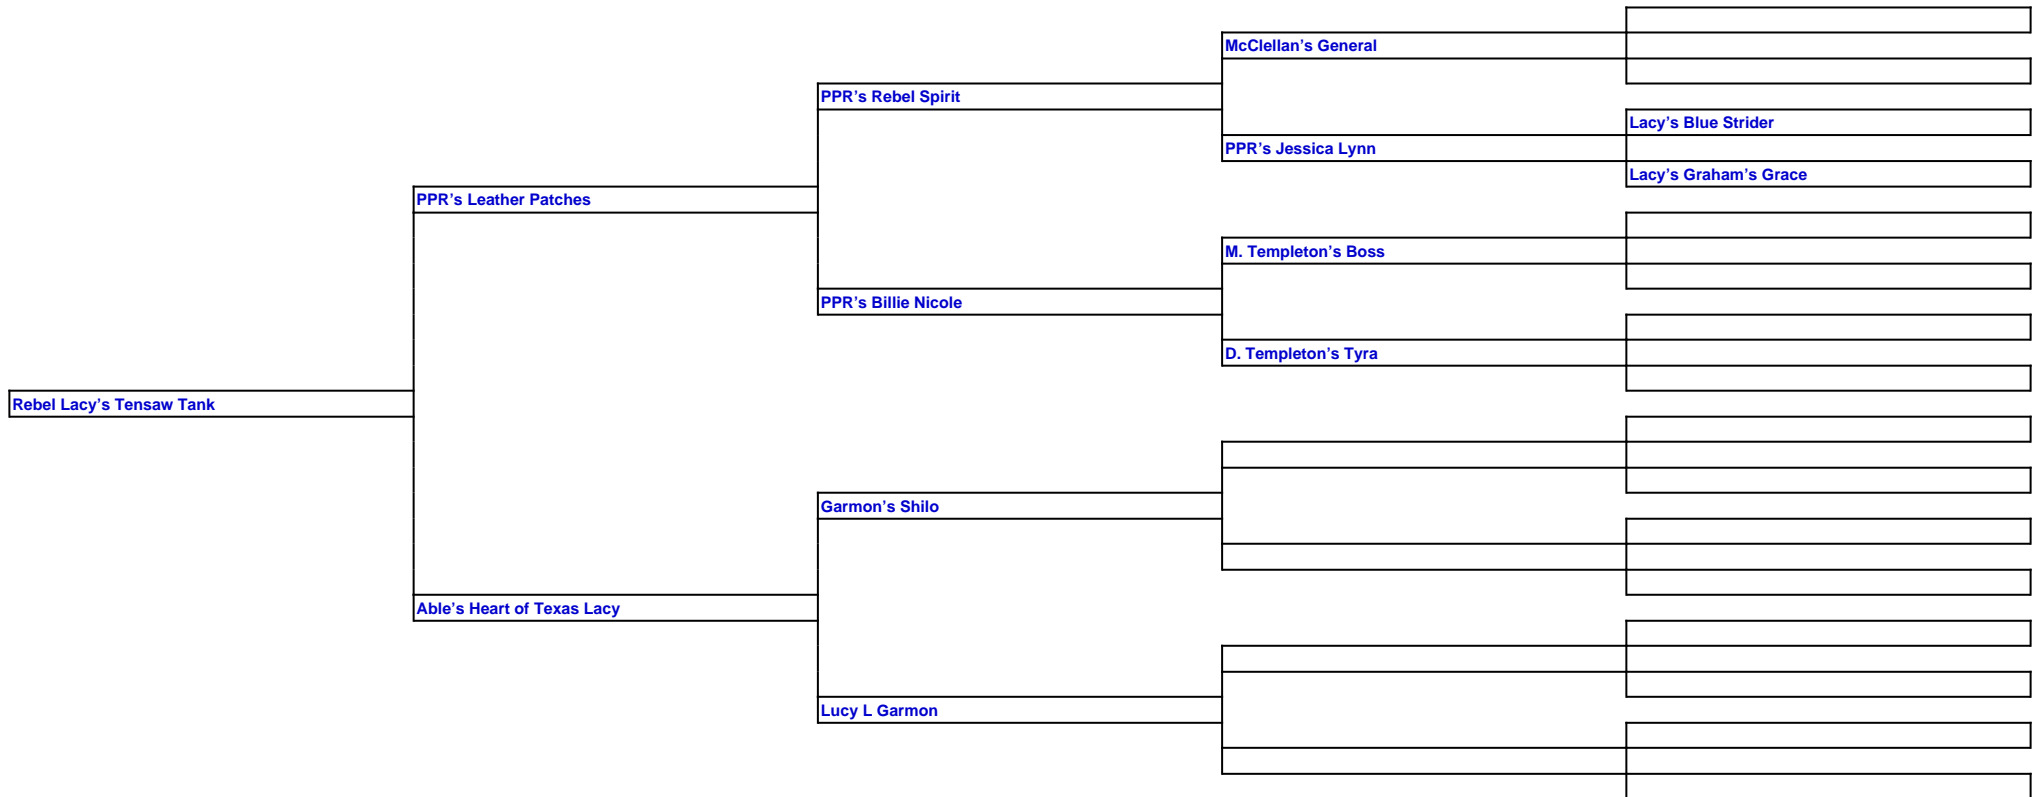 McClellan’s General
PPR’s Rebel Spirit
Lacy’s Blue Strider
PPR’s Jessica Lynn
Lacy’s Graham’s Grace
PPR’s Leather Patches
M. Templeton’s Boss
PPR’s Billie Nicole
D. Templeton’s Tyra
Rebel Lacy’s Tensaw Tank
Garmon’s Shilo
Able’s Heart of Texas Lacy
Lucy L Garmon